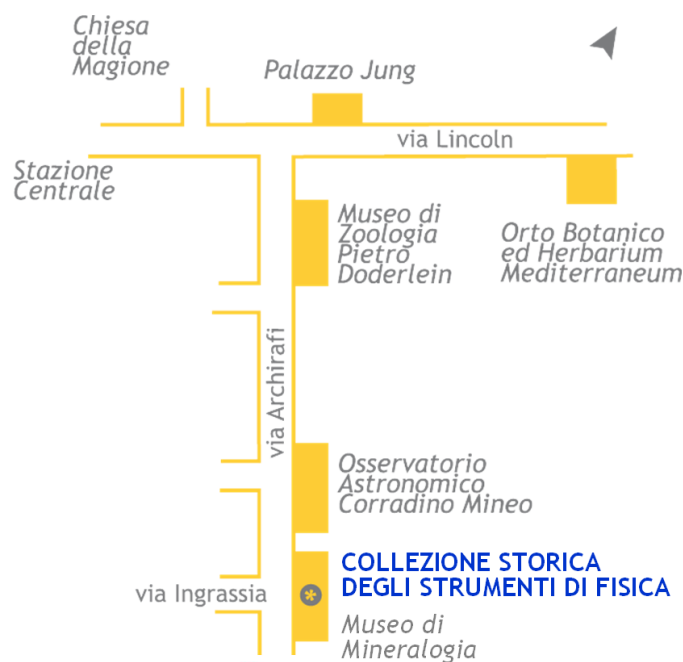 Chiesa
della
Magione
Palazzo Jung
via Lincoln
Stazione
Centrale
Museo di
Zoologia
Pietro
Doderlein
Orto Botanico
ed Herbarium
Mediterraneum
via Archirafi
Osservatorio
Astronomico
Corradino Mineo
COLLEZIONE STORICA
DEGLI STRUMENTI DI FISICA
via Ingrassia
*
Museo di
Mineralogia